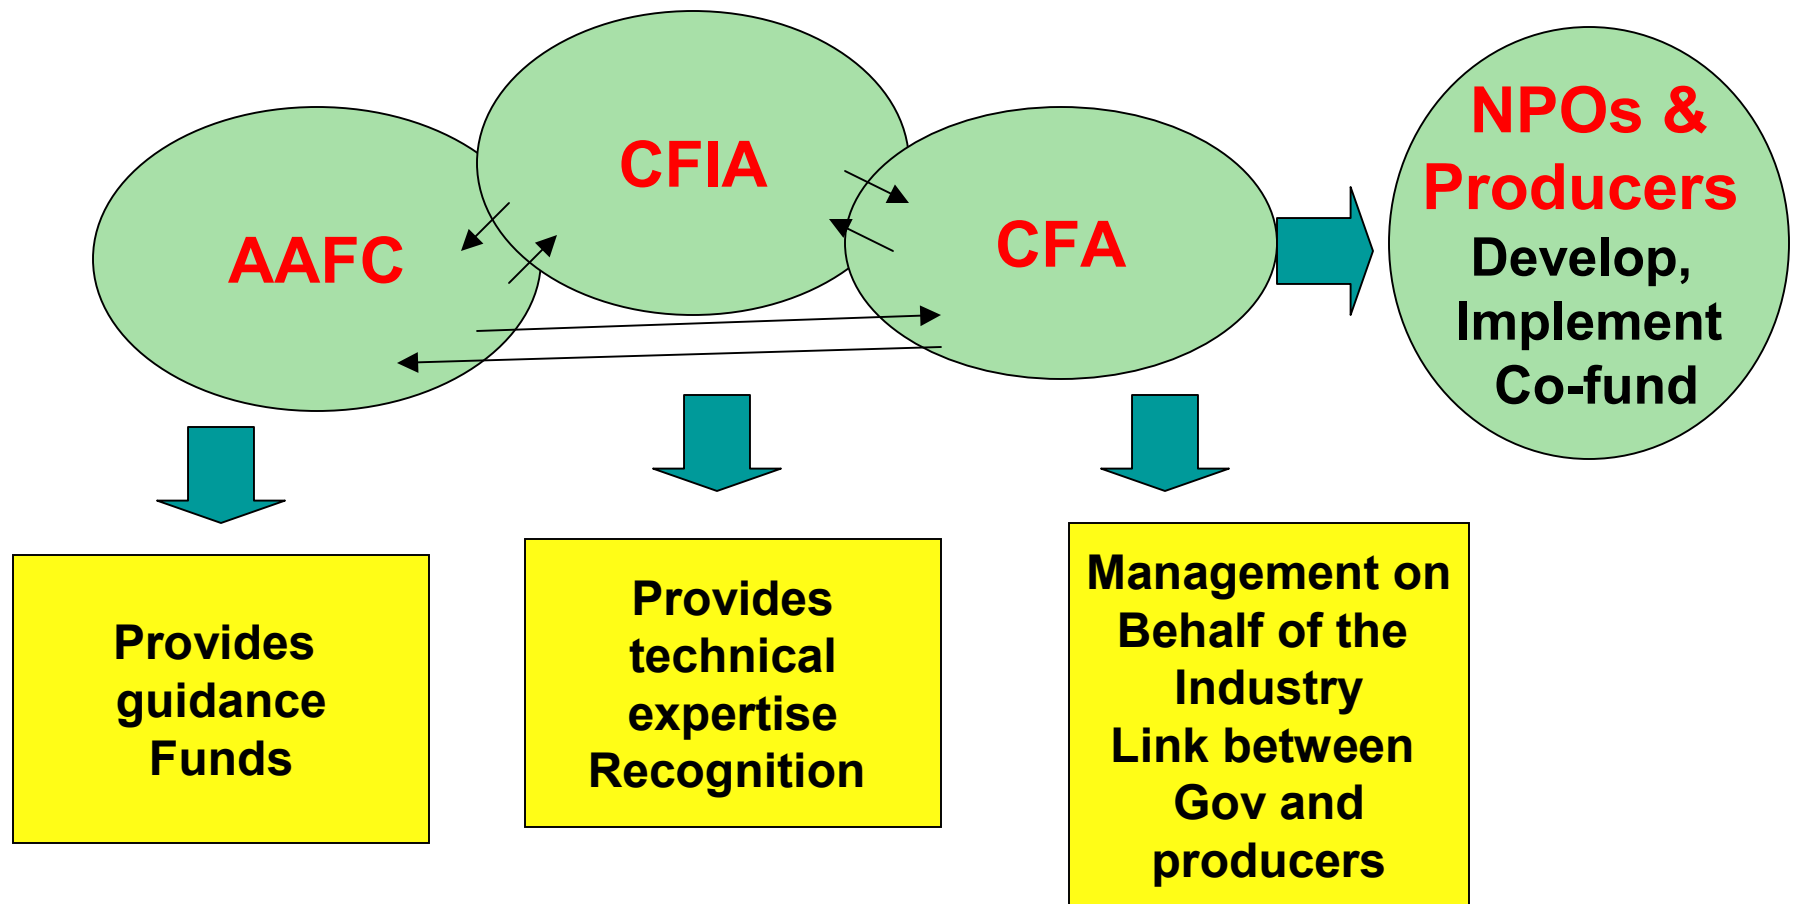 CFIA
AAFC
CFA
NPOs &
Producers
Develop,
Implement
Co-fund
Provides
guidance
Funds
Provides
technical
expertise
Recognition
Management on
Behalf of the
Industry
Link between
Gov and
producers